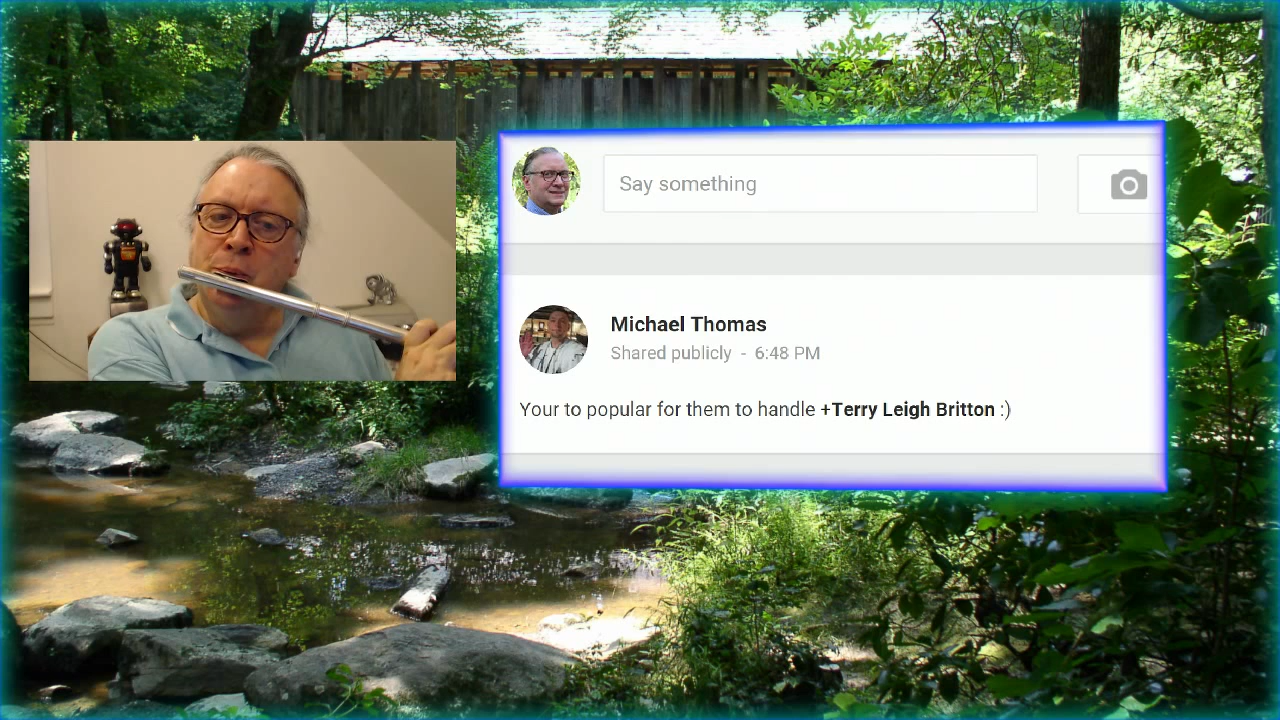 Say something
Michael Thomas
Shared publicly - 6:48 PM
Your to popular for them to handle +Terry Leigh Britton :)